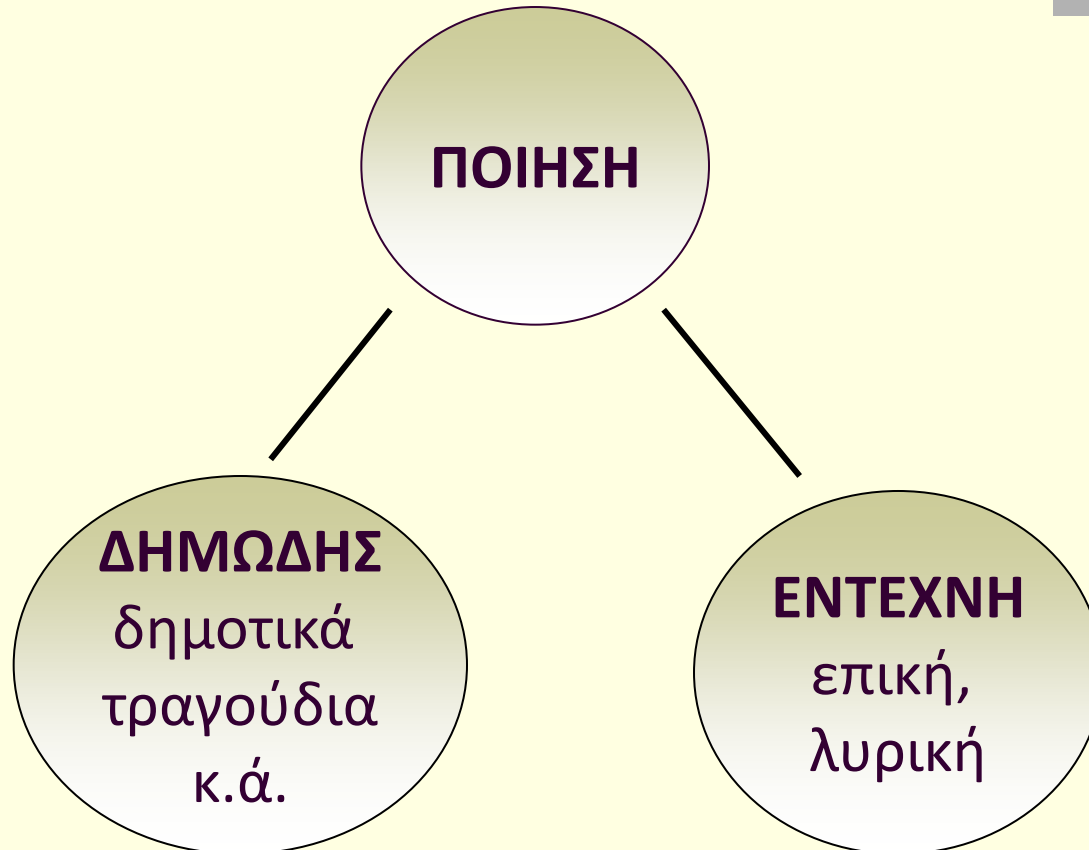 ΠΟΙΗΣΗ
ΔΗΜΩΔΗΣ
δημοτικά
τραγούδια
κ.ά.
ΕΝΤΕΧΝΗ
επική,
λυρική